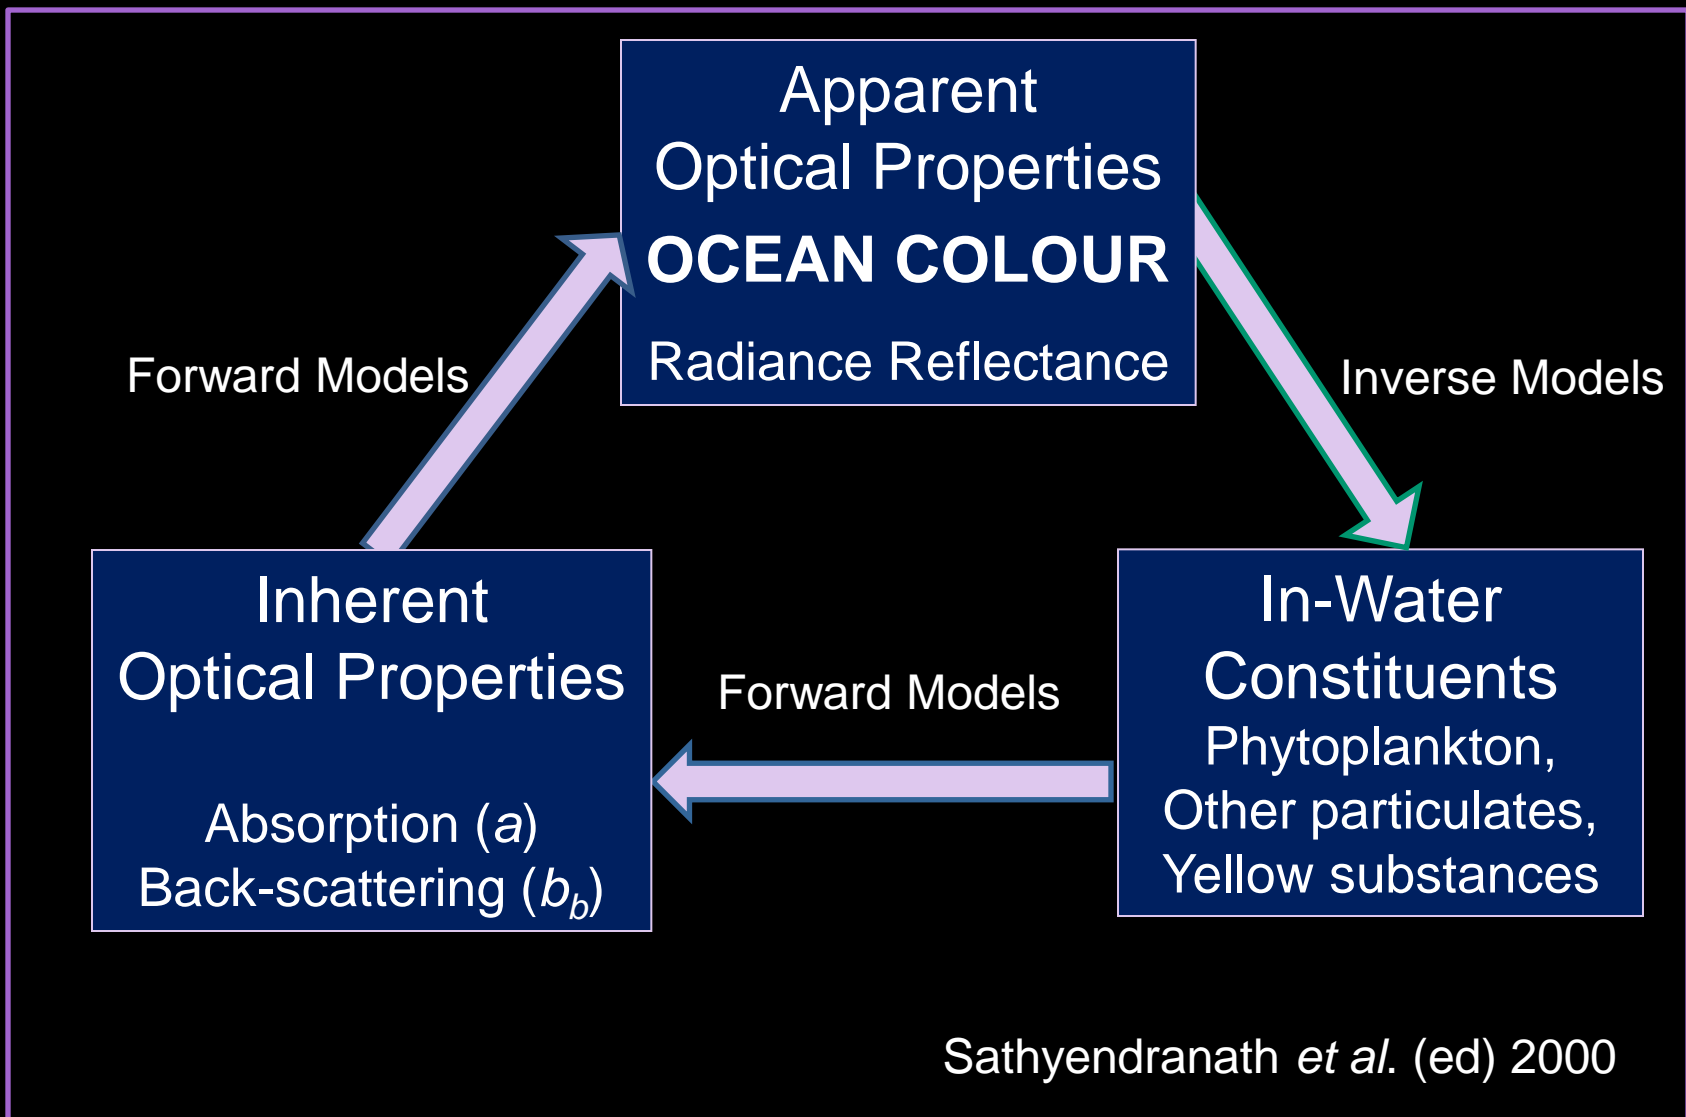 Apparent
Optical Properties
OCEAN COLOUR
Radiance Reflectance
Forward Models
Inverse Models
Inherent
Optical Properties
Absorption (a)
Back-scattering (b_b)
Forward Models
In-Water
Constituents
Phytoplankton,
Other particulates,
Yellow substances
Sathyendranath et al. (ed) 2000